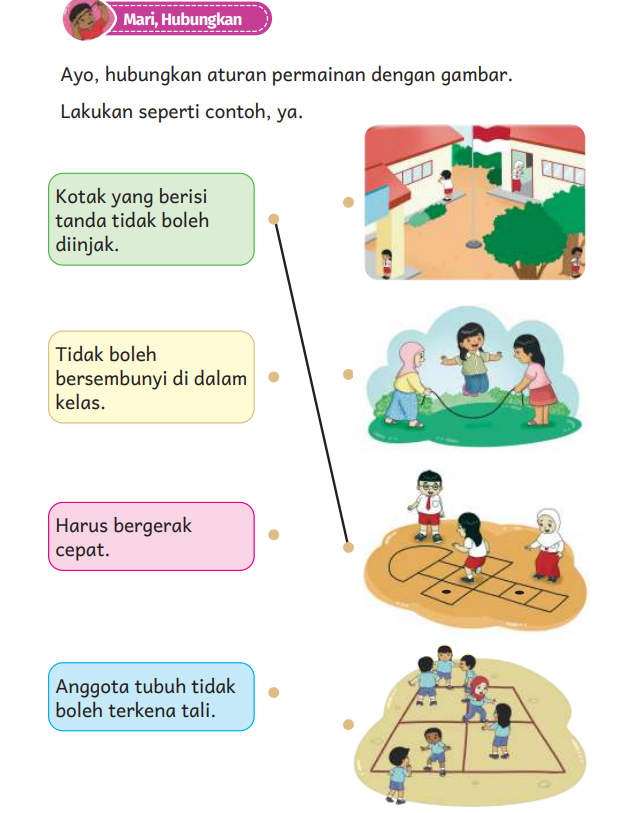 Mari, Hubungkan
Ayo, hubungkan aturan permainan dengan gambar.
Lakukan seperti contoh, ya.
Kotak yang berisi
tanda tidak boleh
diinjak.
Tidak boleh
bersembunyi di dalam
kelas.
Harus bergerak
cepat.
Anggota tubuh tidak
boleh terkena tali.